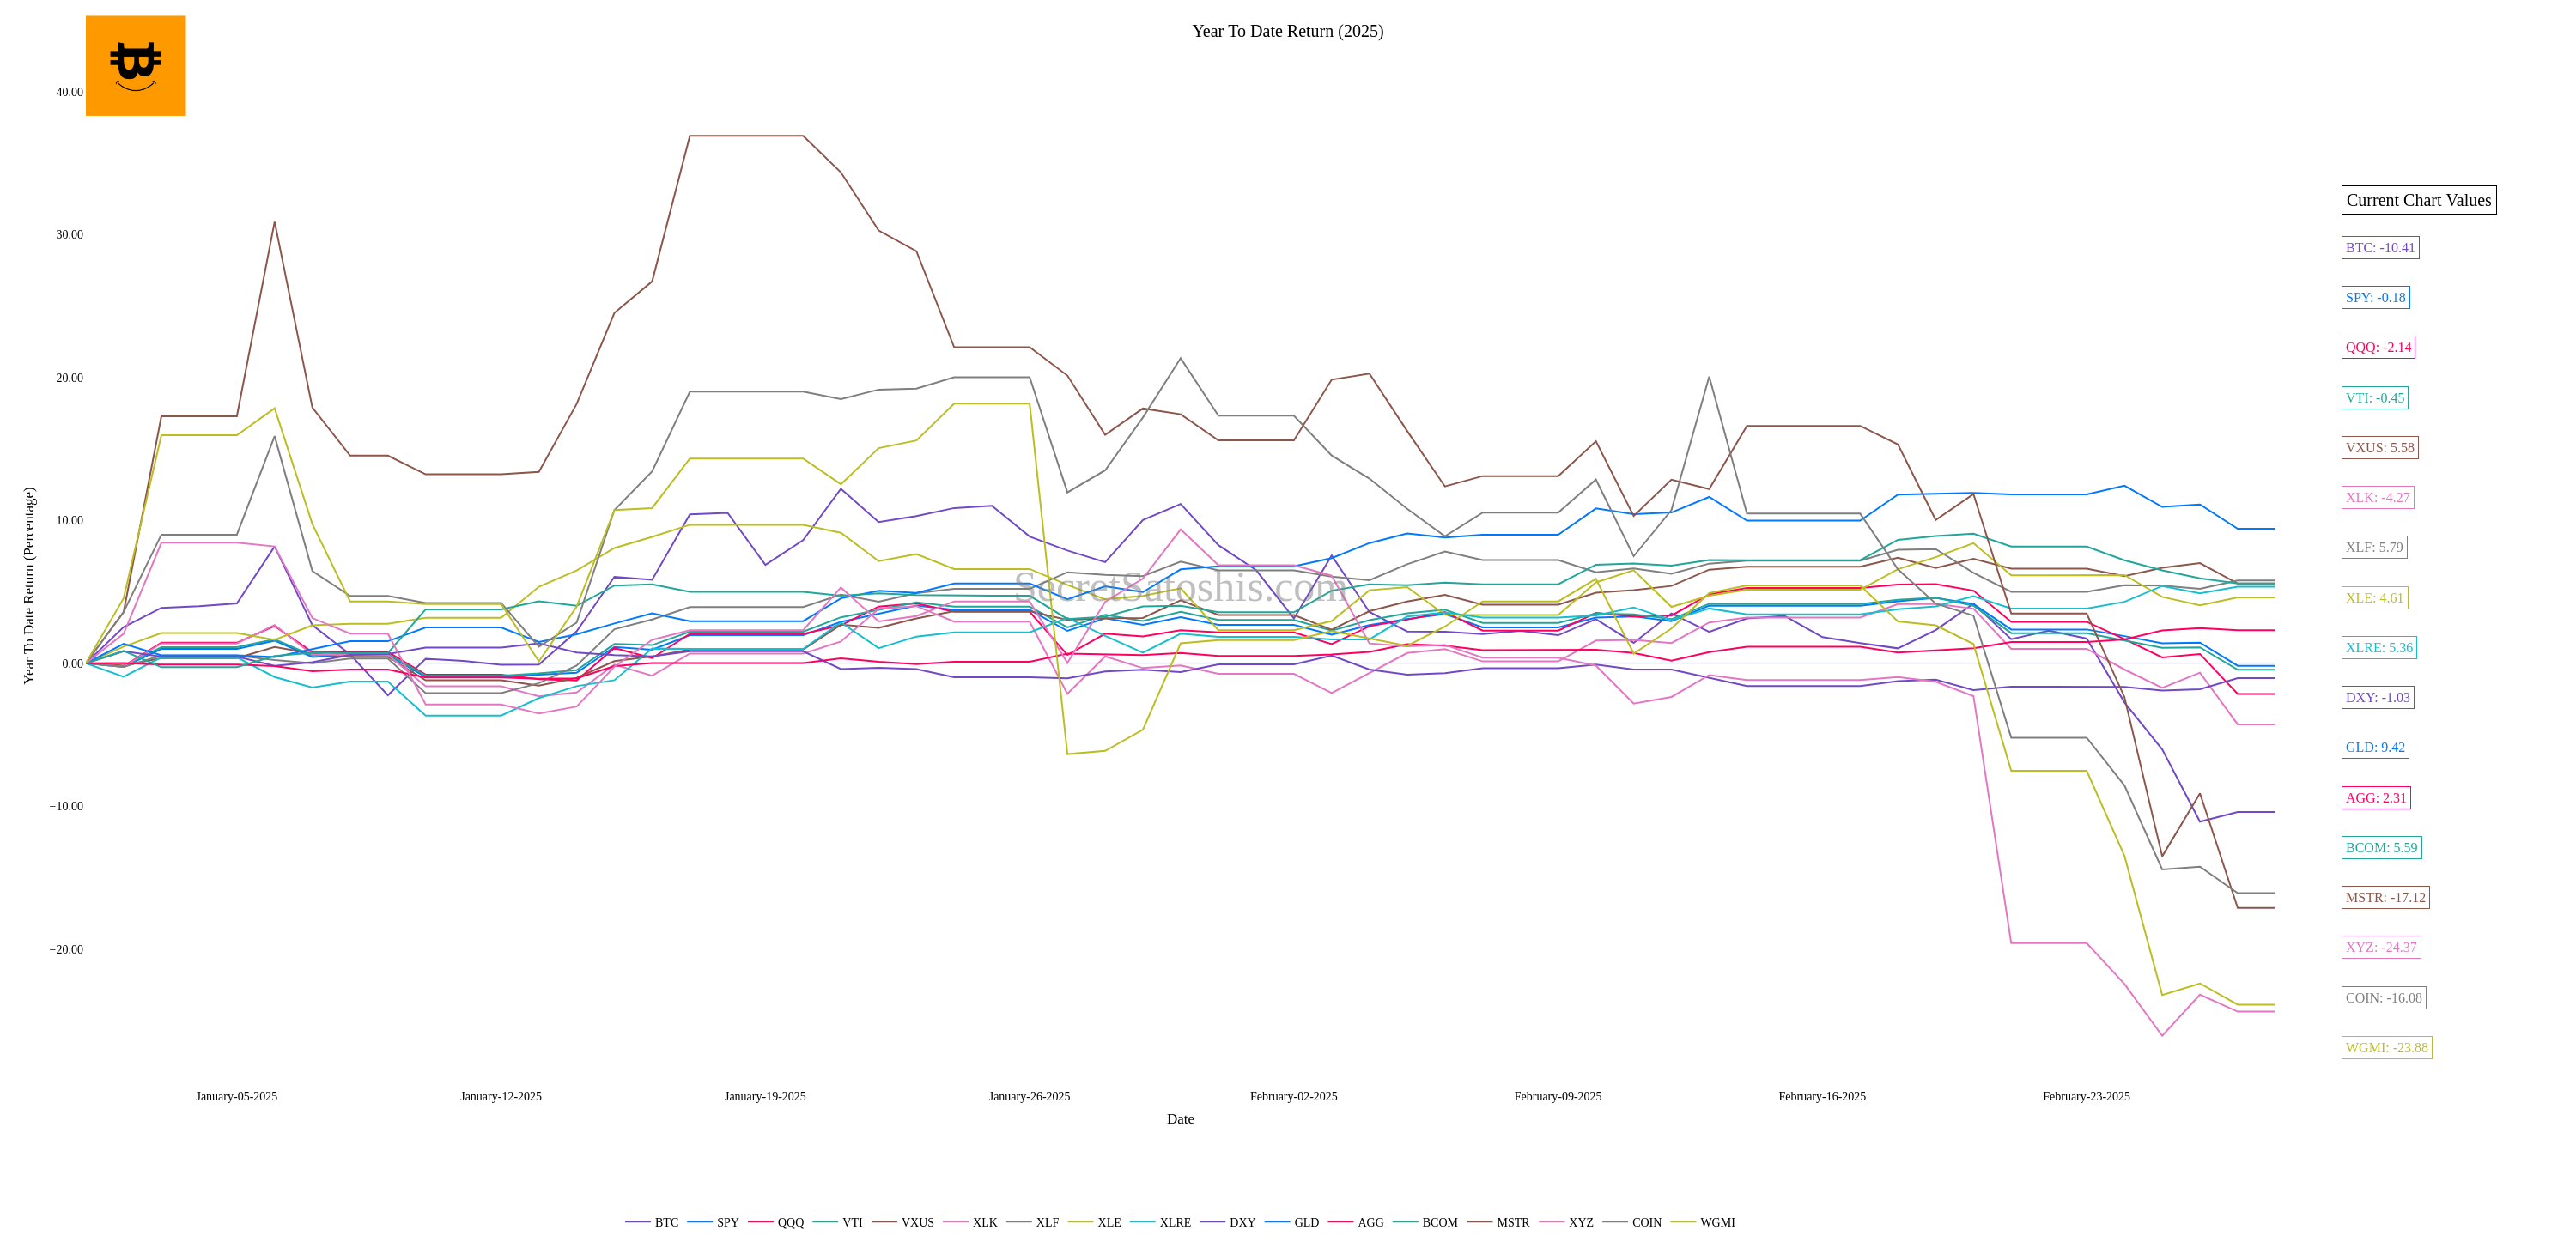 Year To Date Return (2025)
40.00
30.00
20.00
10.00
0.00
−10.00
−20.00
Year To Date Return (Percentage)
SecretSatoshis.com
Current Chart Values
BTC: -10.41
SPY: -0.18
QQQ: -2.14
VTI: -0.45
VXUS: 5.58
XLK: -4.27
XLF: 5.79
XLE: 4.61
XLRE: 5.36
DXY: -1.03
GLD: 9.42
AGG: 2.31
BCOM: 5.59
MSTR: -17.12
XYZ: -24.37
COIN: -16.08
WGMI: -23.88
January-05-2025 January-12-2025 January-19-2025 January-26-2025 February-02-2025 February-09-2025 February-16-2025 February-23-2025
Date
BTC SPY QQQ VTI VXUS XLK XLF XLE XLRE DXY GLD AGG BCOM MSTR XYZ COIN WGMI